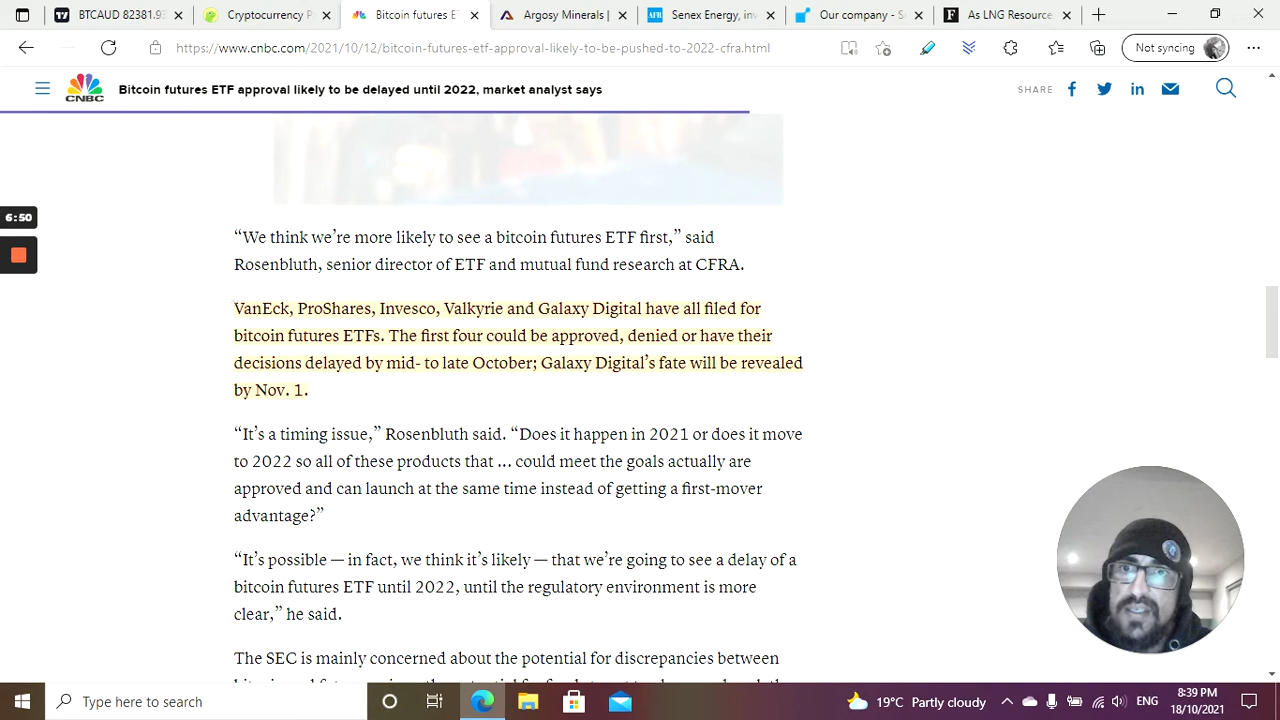 BTCAUD 82381.9
Cryptocurrency P
Bitcoin futures ET
Argosy Minerals |
Senex Energy, inv
Our company - S
As LNG Resource
https://www.cnbc.com/2021/10/12/bitcoin-futures-etf-approval-likely-to-be-pushed-to-2022-cfra.html
Not syncing
CNBC
Bitcoin futures ETF approval likely to be delayed until 2022, market analyst says
SHARE
6:50
“We think we’re more likely to see a bitcoin futures ETF first,” said
Rosenbluth, senior director of ETF and mutual fund research at CFRA.
VanEck, ProShares, Invesco, Valkyrie and Galaxy Digital have all filed for
bitcoin futures ETFs. The first four could be approved, denied or have their
decisions delayed by mid- to late October; Galaxy Digital’s fate will be revealed
by Nov. 1.
“It’s a timing issue,” Rosenbluth said. “Does it happen in 2021 or does it move
to 2022 so all of these products that ... could meet the goals actually are
approved and can launch at the same time instead of getting a first-mover
advantage?”
“It’s possible — in fact, we think it’s likely — that we’re going to see a delay of a
bitcoin futures ETF until 2022, until the regulatory environment is more
clear,” he said.
The SEC is mainly concerned about the potential for discrepancies between
Type here to search
19°C Partly cloudy
ENG
8:39 PM
18/10/2021